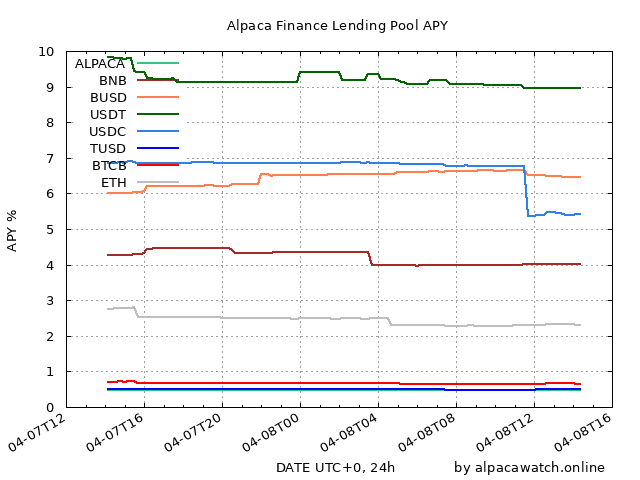 Alpaca Finance Lending Pool APY
10
9
8
7
6
5
4
3
2
1
0
APY %
ALPACA
BNB
BUSD
USDT
USDC
TUSD
BTCB
ETH
04-07T12
04-07T16
04-07T20
04-08T00
04-08T04
04-08T08
04-08T12
04-08T16
DATE UTC+0, 24h
by alpacawatch.online